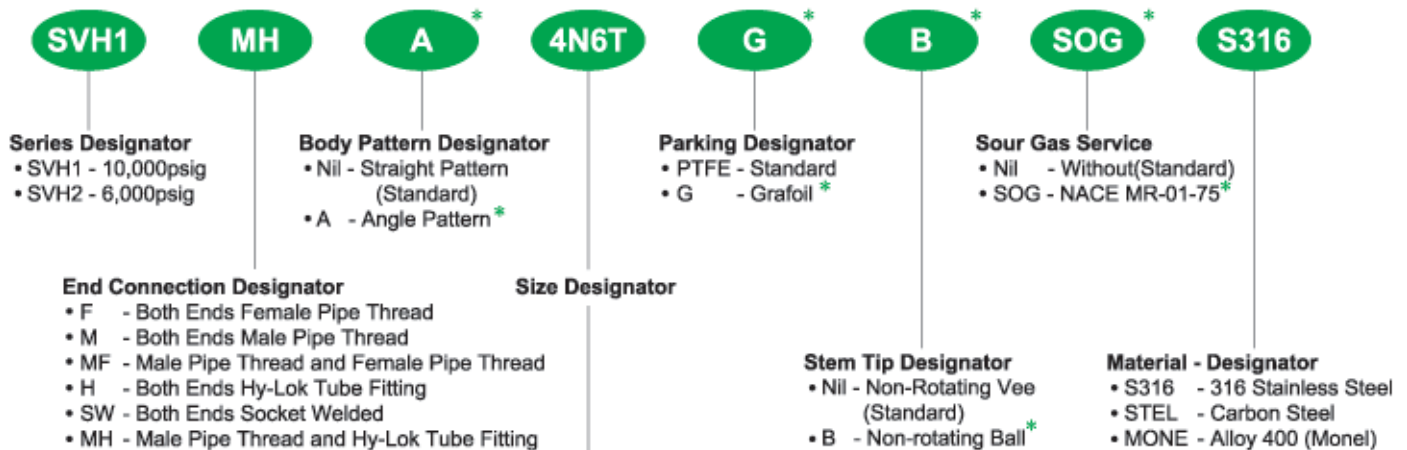 SVH1 MH A* 4N6T G* B* SOG* S316
Series Designator
• SVH1 - 10,000psig
• SVH2 - 6,000psig
Body Pattern Designator
• Nil - Straight Pattern
(Standard)
• A - Angle Pattern*
Parking Designator
• PTFE - Standard
• G - Grafoil *
Sour Gas Service
• Nil - Without(Standard)
• SOG - NACE MR-01-75*
End Connection Designator
• F - Both Ends Female Pipe Thread
• M - Both Ends Male Pipe Thread
• MF - Male Pipe Thread and Female Pipe Thread
• H - Both Ends Hy-Lok Tube Fitting
• SW - Both Ends Socket Welded
• MH - Male Pipe Thread and Hy-Lok Tube Fitting
Size Designator
Stem Tip Designator
• Nil - Non-Rotating Vee
(Standard)
• B - Non-rotating Ball*
Material - Designator
• S316 - 316 Stainless Steel
• STEL - Carbon Steel
• MONE - Alloy 400 (Monel)